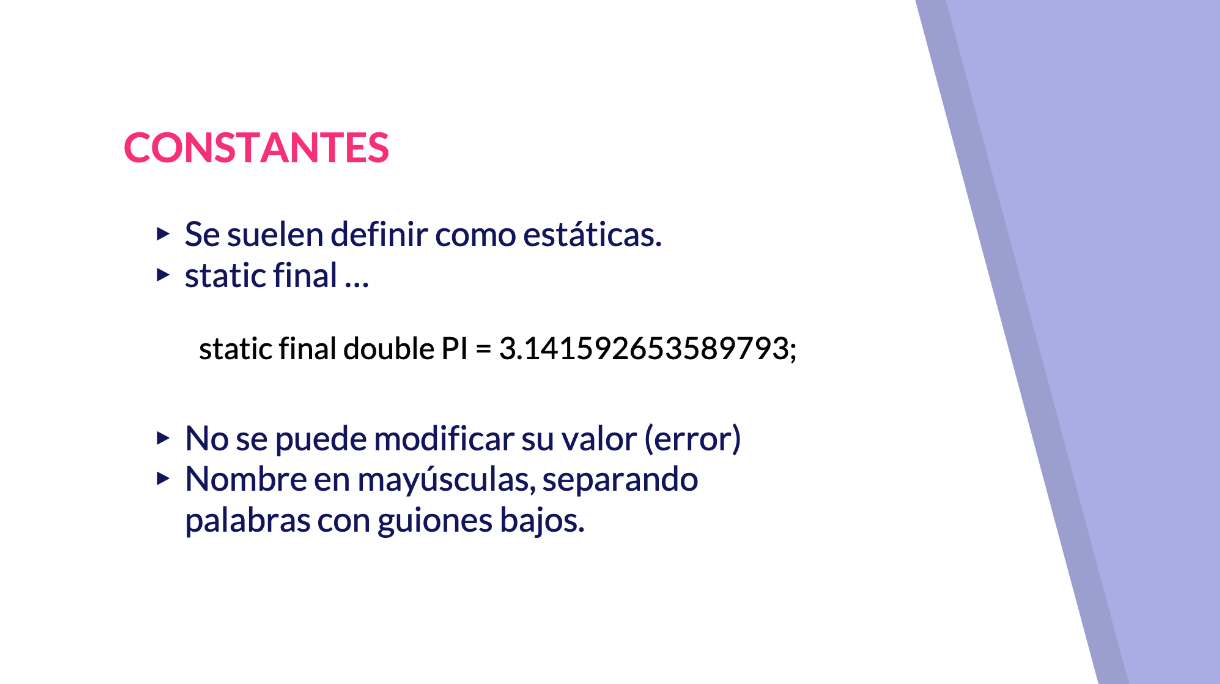 CONSTANTES
▸ Se suelen definir como estáticas.
▸ static final …
static final double PI = 3.141592653589793;
▸ No se puede modificar su valor (error)
▸ Nombre en mayúsculas, separando
palabras con guiones bajos.